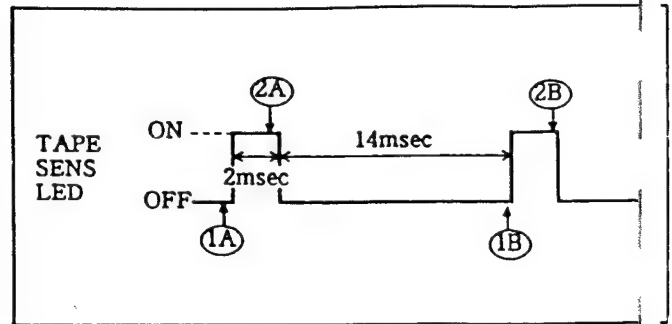 2A
2B
ON
14msec
TAPE
SENS
LED
2msec
OFF
1A
1B